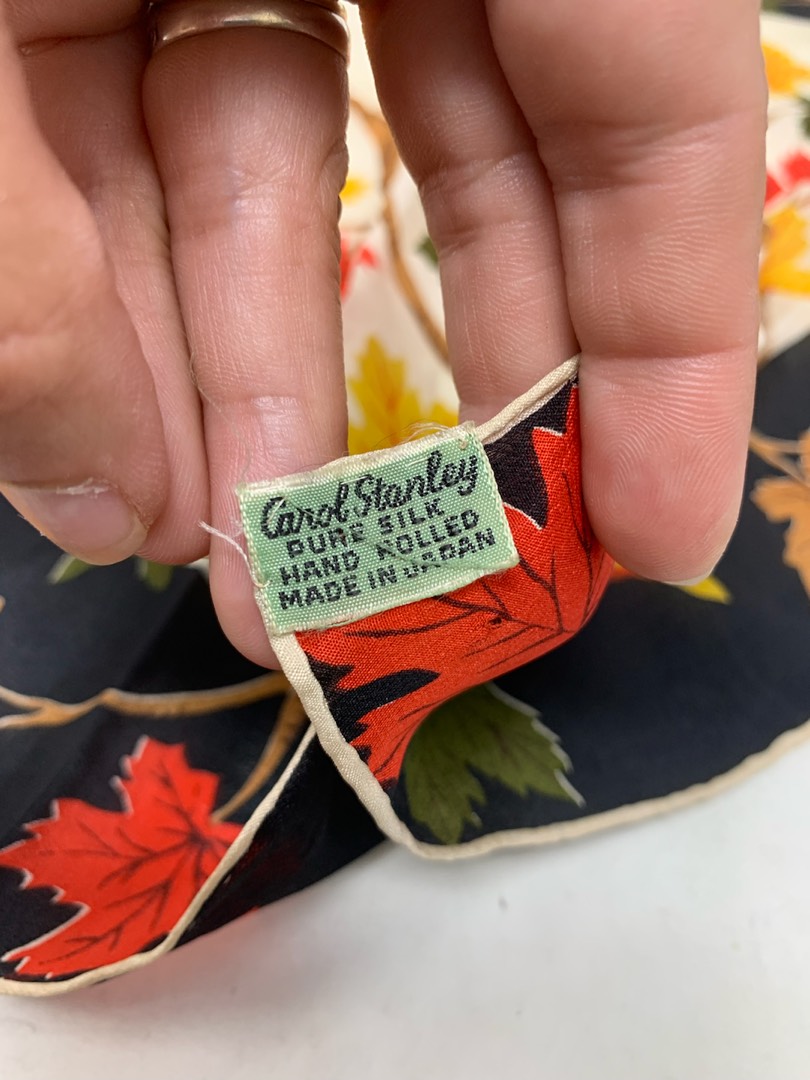 Carol Stanley
PURE SILK
HAND ROLLED
MADE IN JAPAN